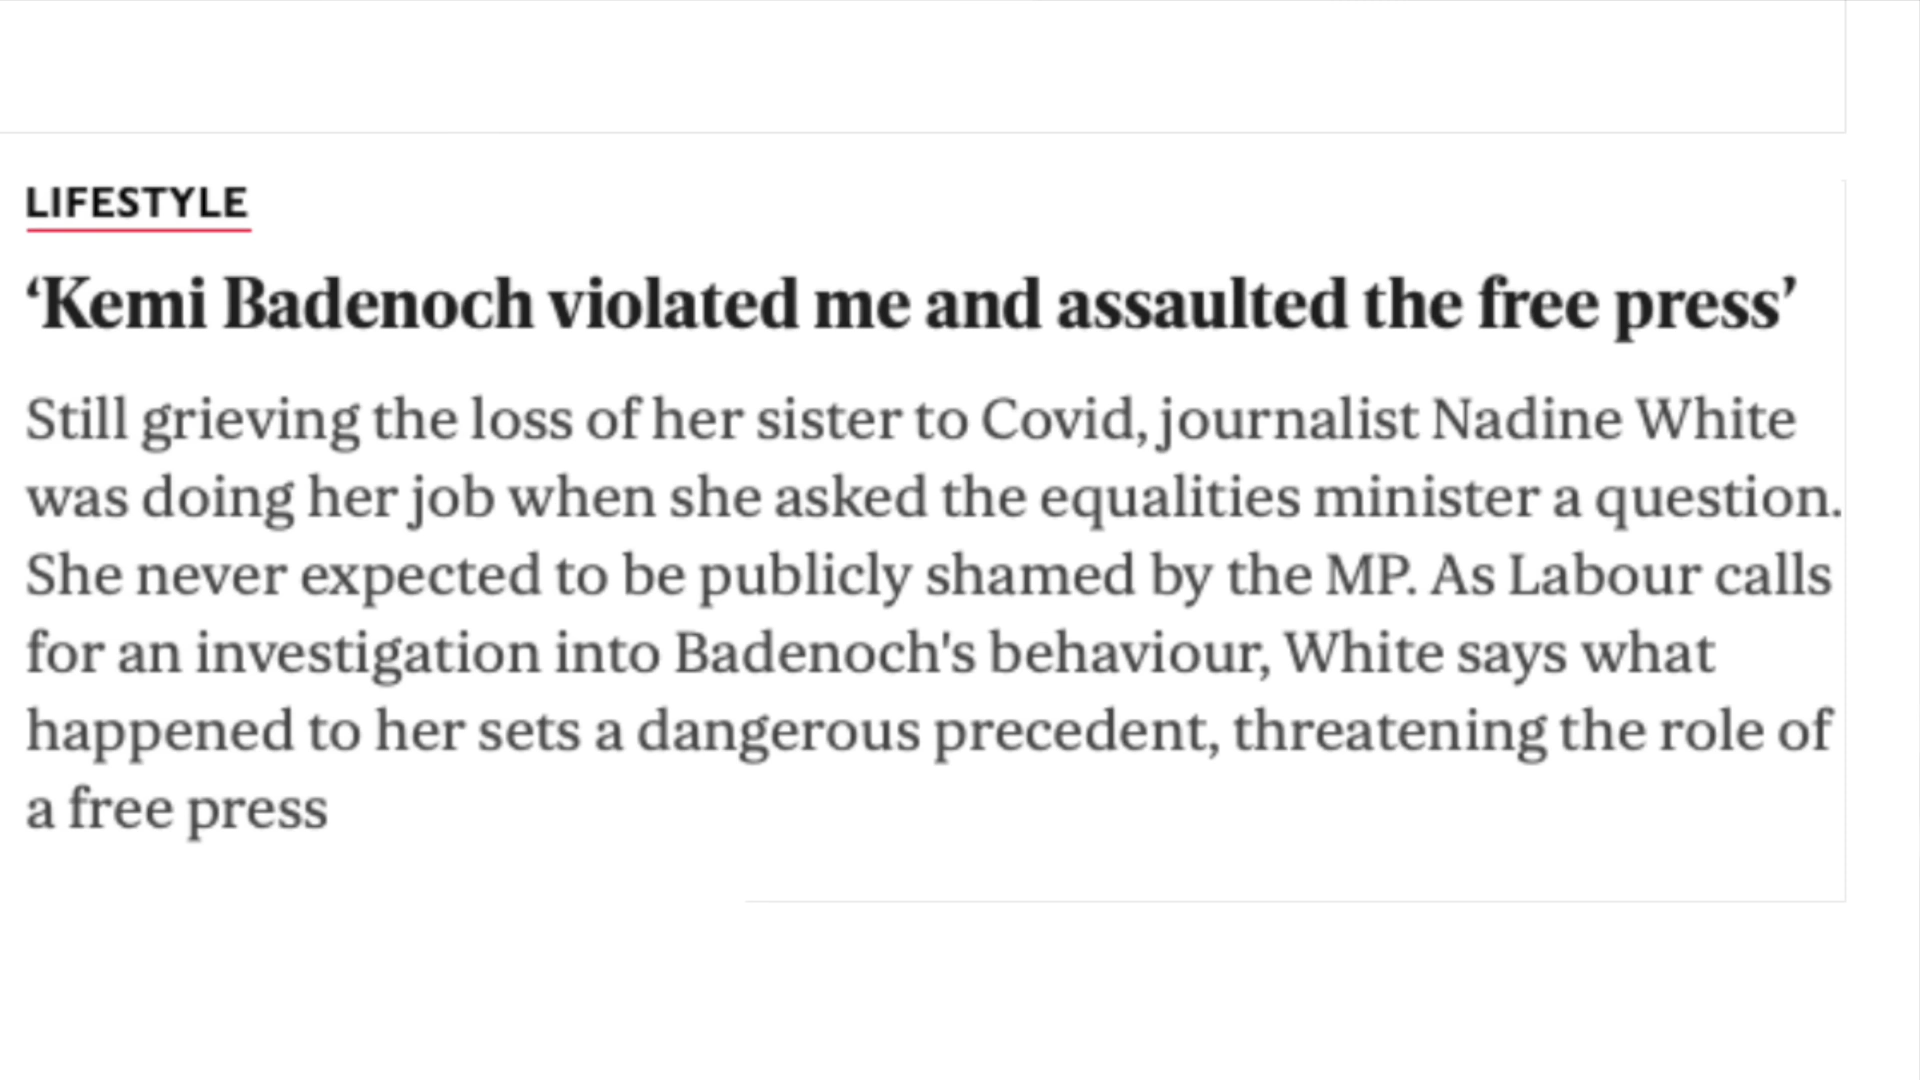 LIFESTYLE
‘Kemi Badenoch violated me and assaulted the free press’
Still grieving the loss of her sister to Covid, journalist Nadine White
was doing her job when she asked the equalities minister a question.
She never expected to be publicly shamed by the MP. As Labour calls
for an investigation into Badenoch's behaviour, White says what
happened to her sets a dangerous precedent, threatening the role of
a free press